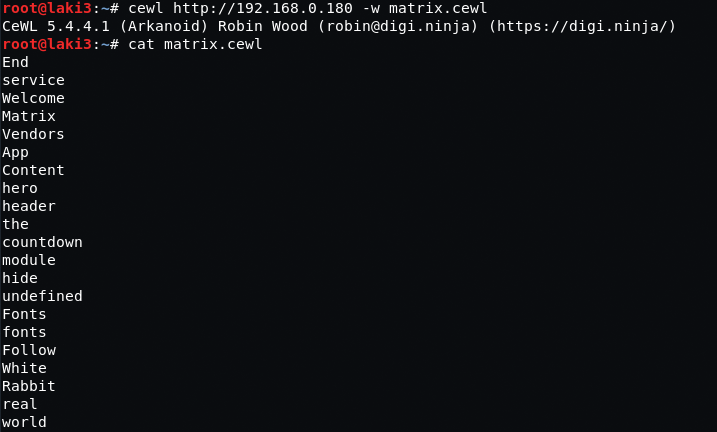 root@laki3:~# cewl http://192.168.0.180 -w matrix.cewl
CeWL 5.4.4.1 (Arkanoid) Robin Wood (robin@digi.ninja) (https://digi.ninja/)
root@laki3:~# cat matrix.cewl
End
service
Welcome
Matrix
Vendors
App
Content
hero
header
the
countdown
module
hide
undefined
Fonts
fonts
Follow
White
Rabbit
real
world